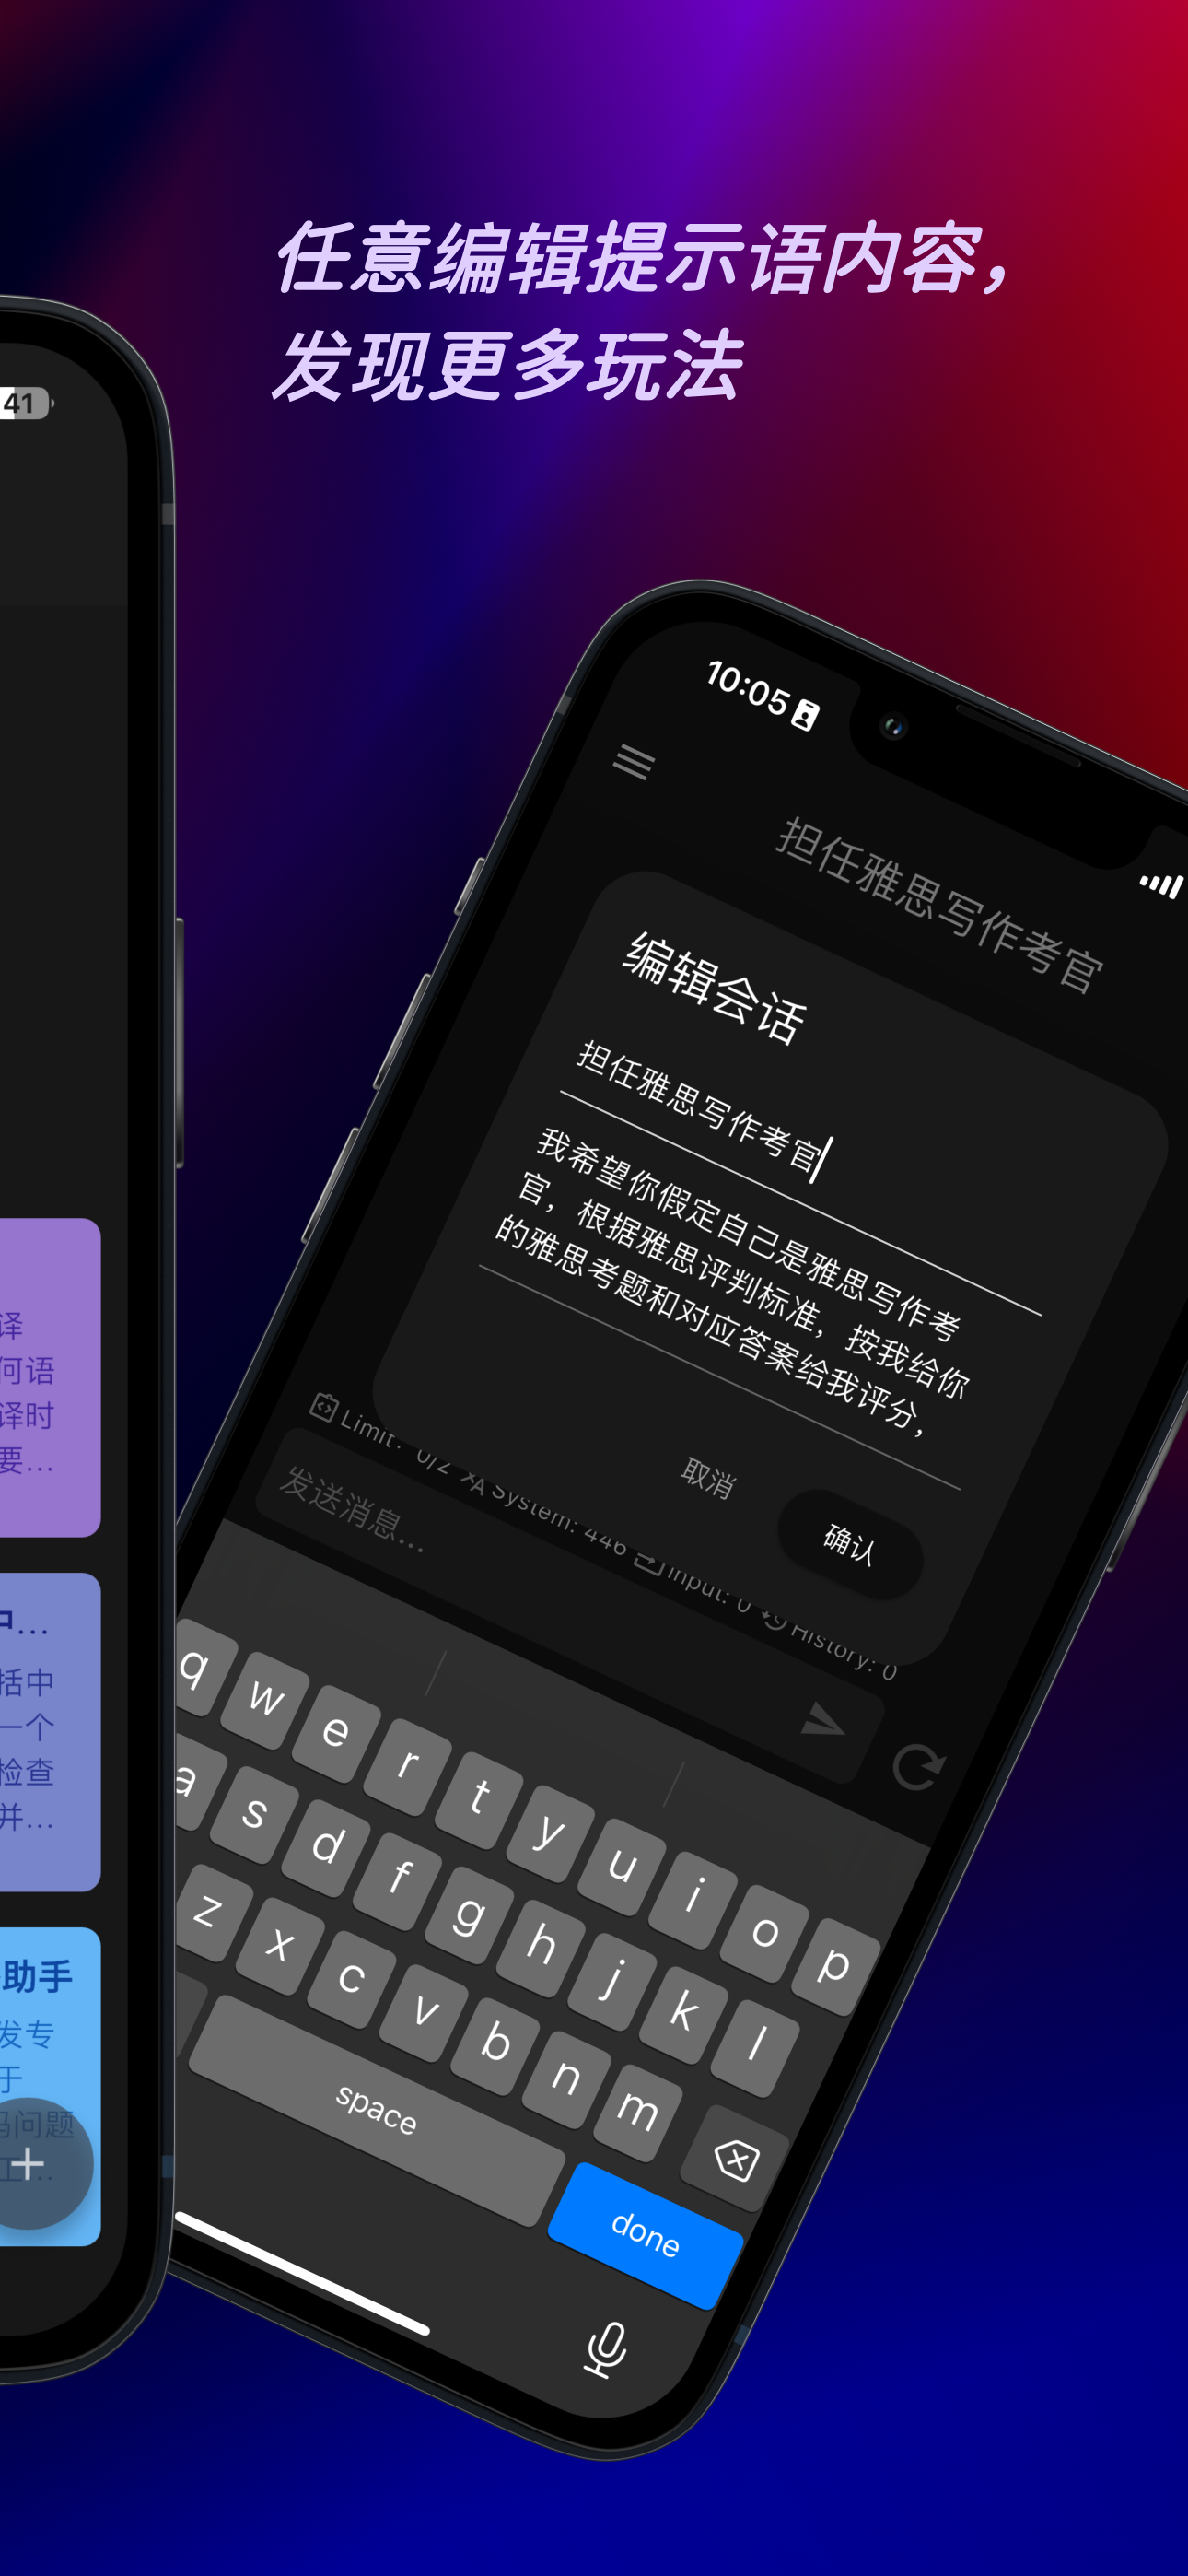 任意编辑提示语内容，
发现更多玩法
41
译
何语
译时
要...
中...
括中
一个
检查
并...
助手
发专
于
码问题
10:05
担任雅思写作考官
编辑会话
担任雅思写作考官
我希望你假定自己是雅思写作考
官，根据雅思评判标准，按我给你
的雅思考题和对应答案给我评分，
取消
确认
Limit: 0/2 System: 446 Input: 0 History: 0
发送消息...
q w e r t y u i o p
a s d f g h j k l
z x c v b n m
space
done